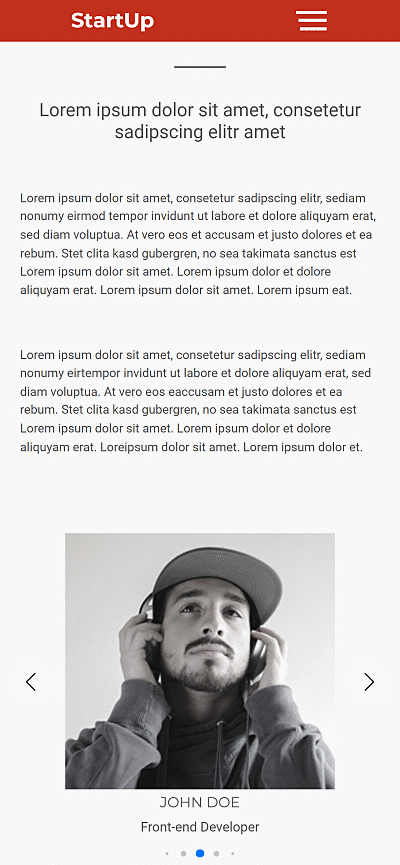 StartUp
Lorem ipsum dolor sit amet, consetetur
sadipscing elitr amet
Lorem ipsum dolor sit amet, consetetur sadipscing elitr, sediam
nonumy eirmod tempor invidunt ut labore et dolore aliquyam erat,
sed diam voluptua. At vero eos et accusam et justo dolores et ea
rebum. Stet clita kasd gubergren, no sea takimata sanctus est
Lorem ipsum dolor sit amet. Lorem ipsum dolor et dolore
aliquyam erat. Lorem ipsum dolor sit amet. Lorem ipsum eat.
Lorem ipsum dolor sit amet, consetetur sadipscing elitr, sediam
nonumy eirtempor invidunt ut labore et dolore aliquyam erat, sed
diam voluptua. At vero eos eaccusam et justo dolores et ea
rebum. Stet clita kasd gubergren, no sea takimata sanctus est
Lorem ipsum dolor sit amet. Lorem ipsum dolor et dolore
aliquyam erat. Loreipsum dolor sit amet. Lorem ipsum dolor et.
JOHN DOE
Front-end Developer